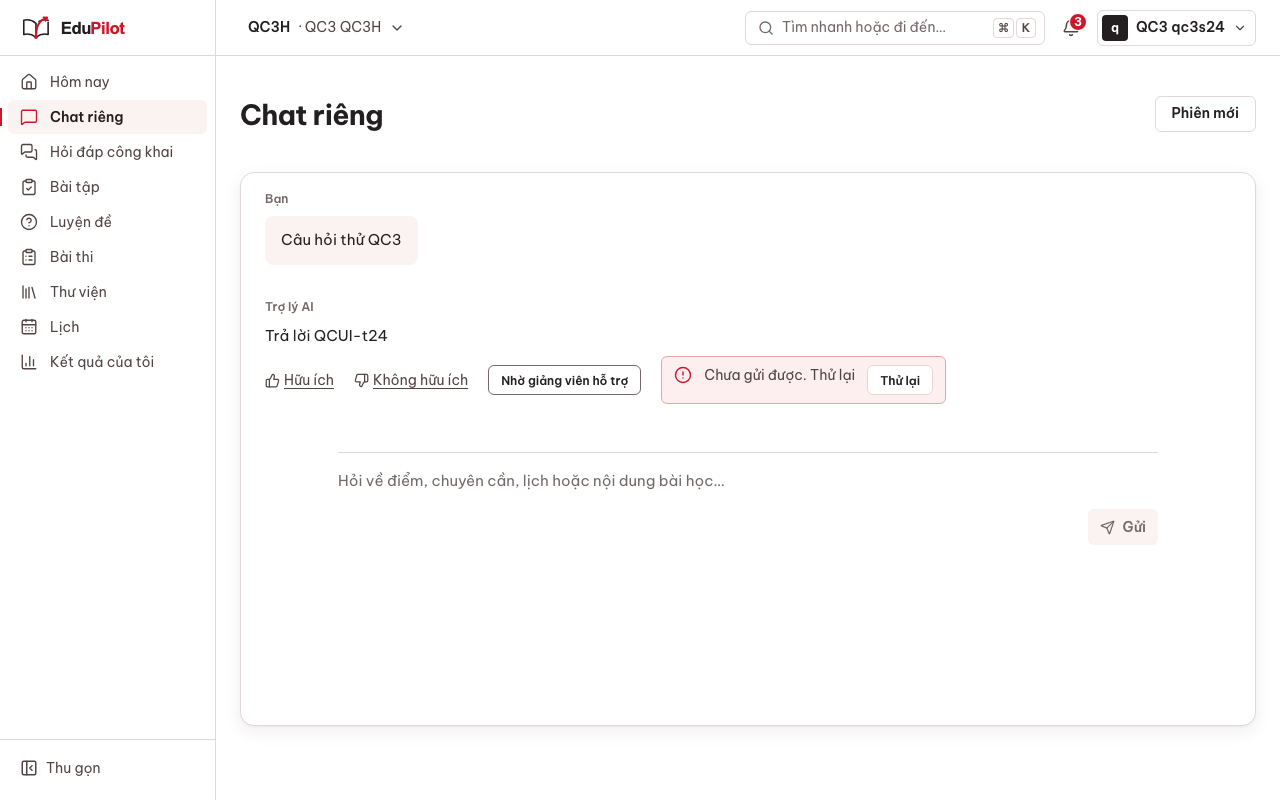 EduPilot
QC3H · QC3 QC3H
Tìm nhanh hoặc đi đến... ⌘ K
3
q QC3 qc3s24
Hôm nay
Chat riêng
Hỏi đáp công khai
Bài tập
Luyện đề
Bài thi
Thư viện
Lịch
Kết quả của tôi
Thu gọn
Chat riêng
Phiên mới
Bạn
Câu hỏi thử QC3
Trợ lý AI
Trả lời QCUI-t24
Hữu ích Không hữu ích Nhờ giảng viên hỗ trợ Chưa gửi được. Thử lại Thử lại
Hỏi về điểm, chuyên cần, lịch hoặc nội dung bài học...
Gửi